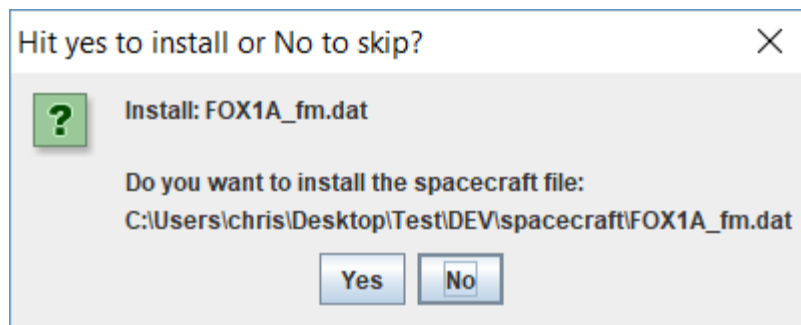 Hit yes to install or No to skip?
Install: FOX1A_fm.dat
Do you want to install the spacecraft file:
C:\Users\chris\Desktop\Test\DEV\spacecraft\FOX1A_fm.dat
Yes No